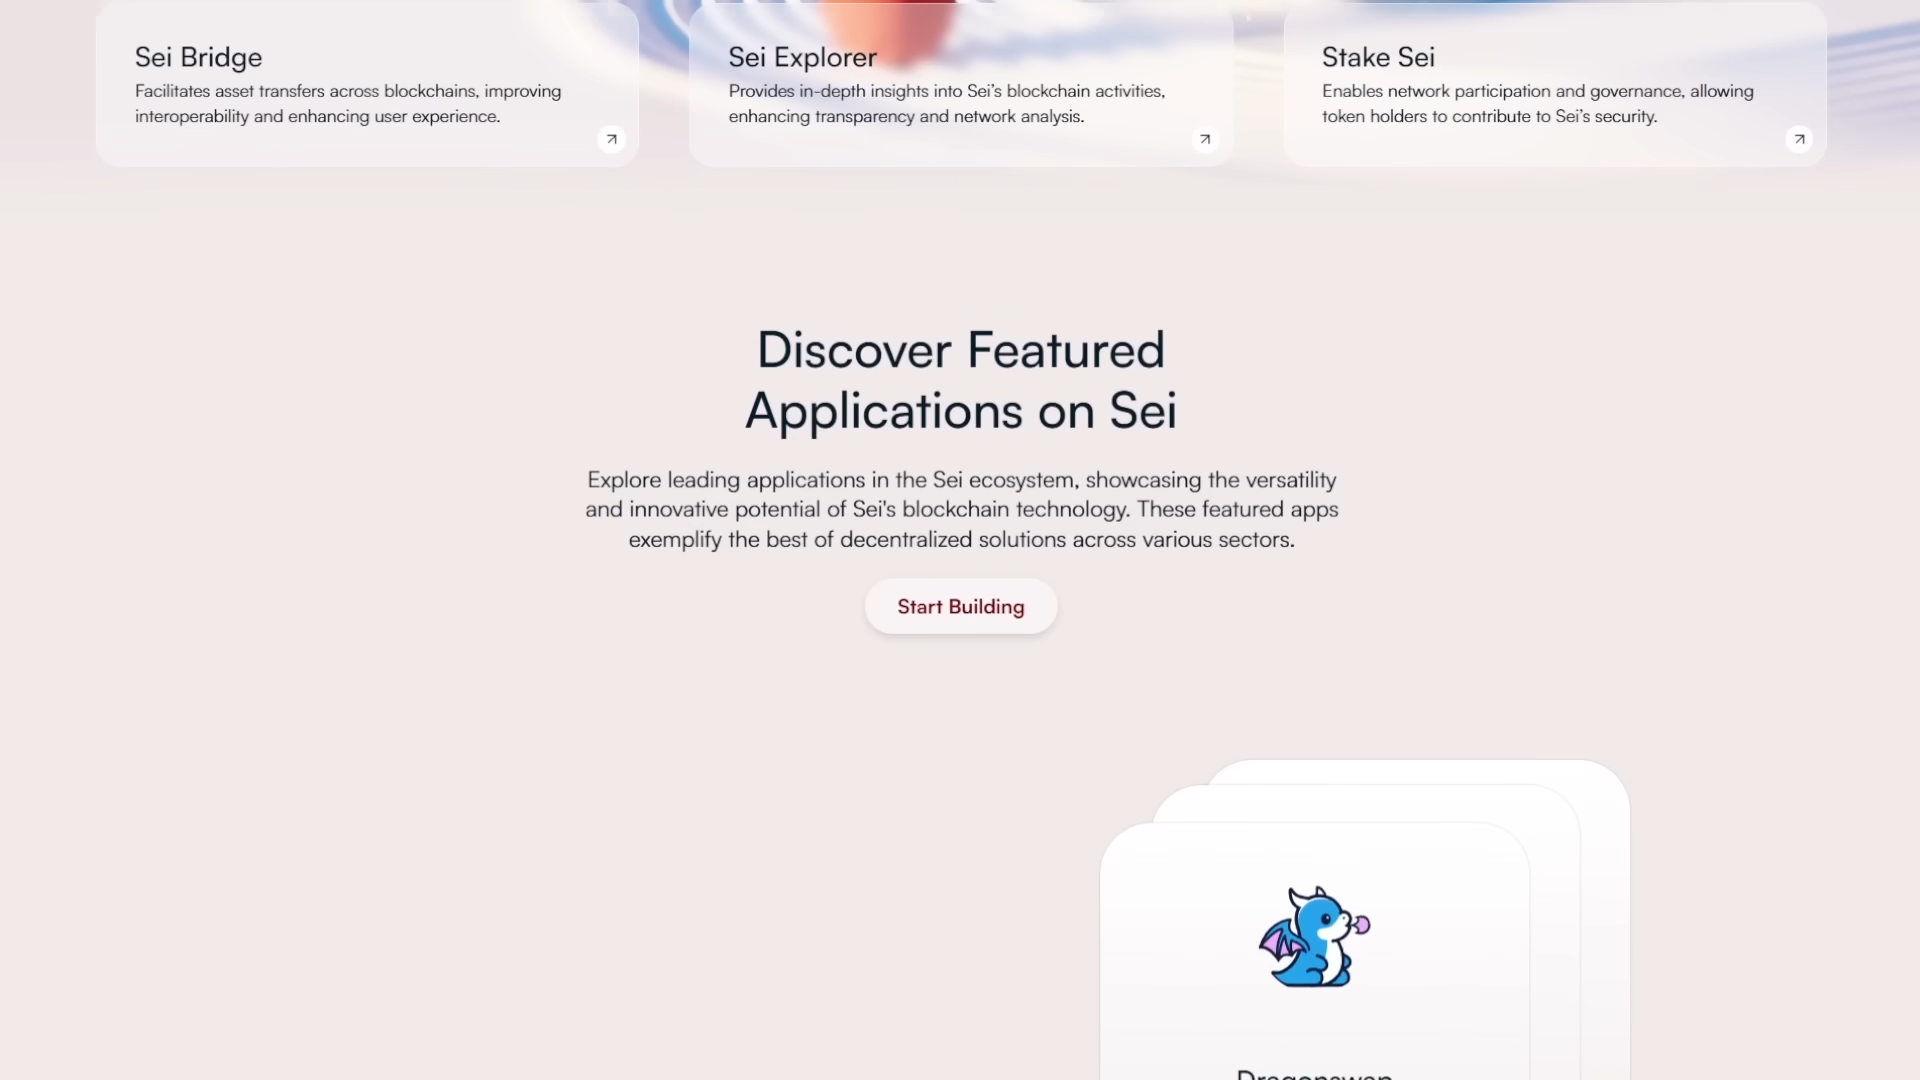 Sei Bridge
Facilitates asset transfers across blockchains, improving
interoperability and enhancing user experience.
Sei Explorer
Provides in-depth insights into Sei's blockchain activities,
enhancing transparency and network analysis.
Stake Sei
Enables network participation and governance, allowing
token holders to contribute to Sei's security.
Discover Featured
Applications on Sei
Explore leading applications in the Sei ecosystem, showcasing the versatility
and innovative potential of Sei's blockchain technology. These featured apps
exemplify the best of decentralized solutions across various sectors.
Start Building
Dragonswap